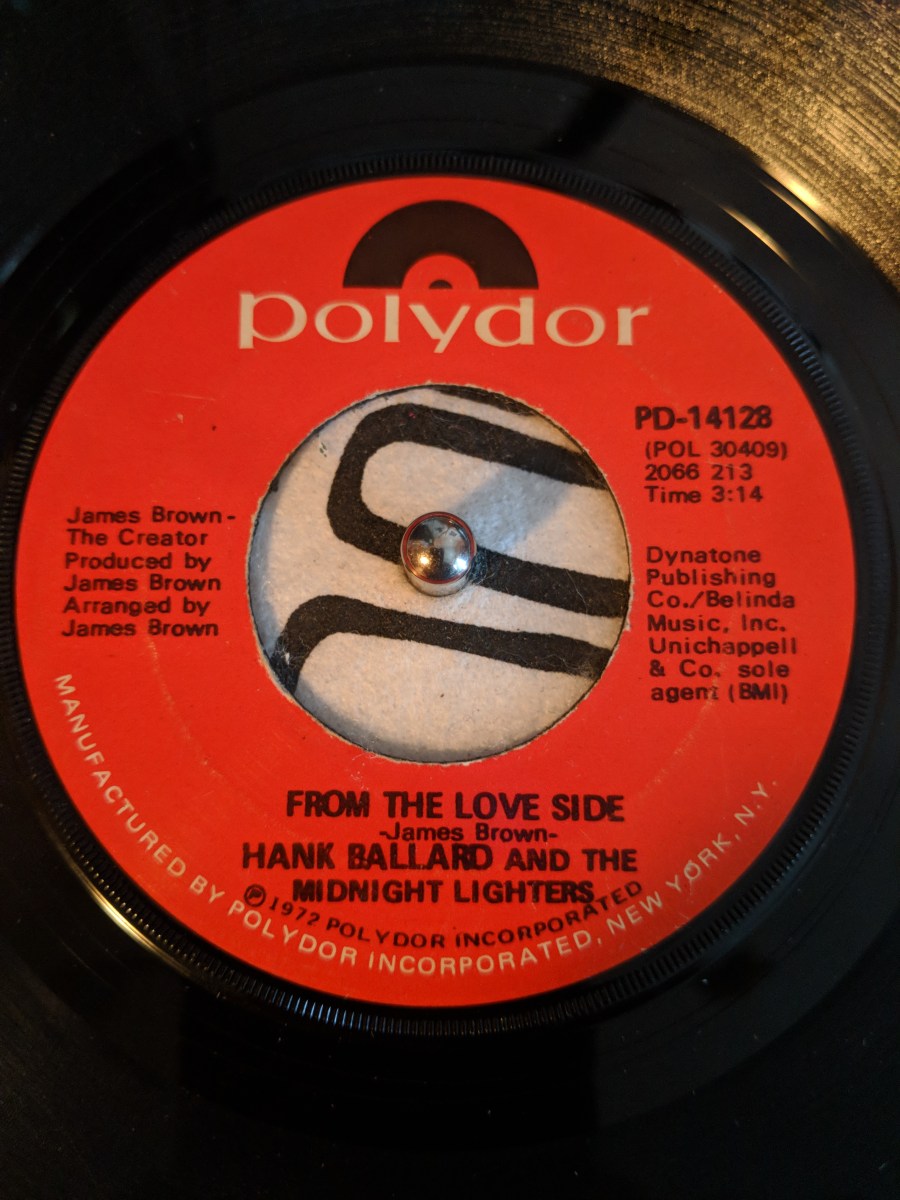 polydor
PD-14128
(POL 30409)
2066 213
Time 3:14
James Brown-
The Creator
Produced by
James Brown
Arranged by
James Brown
Dynatone
Publishing
Co./Belinda
Music, Inc.
Unichappell
& Co. sole
agent (BMI)
FROM THE LOVE SIDE
-James Brown-
HANK BALLARD AND THE
MIDNIGHT LIGHTERS
℗1972 POLYDOR INCORPORATED
MANUFACTURED BY POLYDOR INCORPORATED, NEW YORK, N.Y.